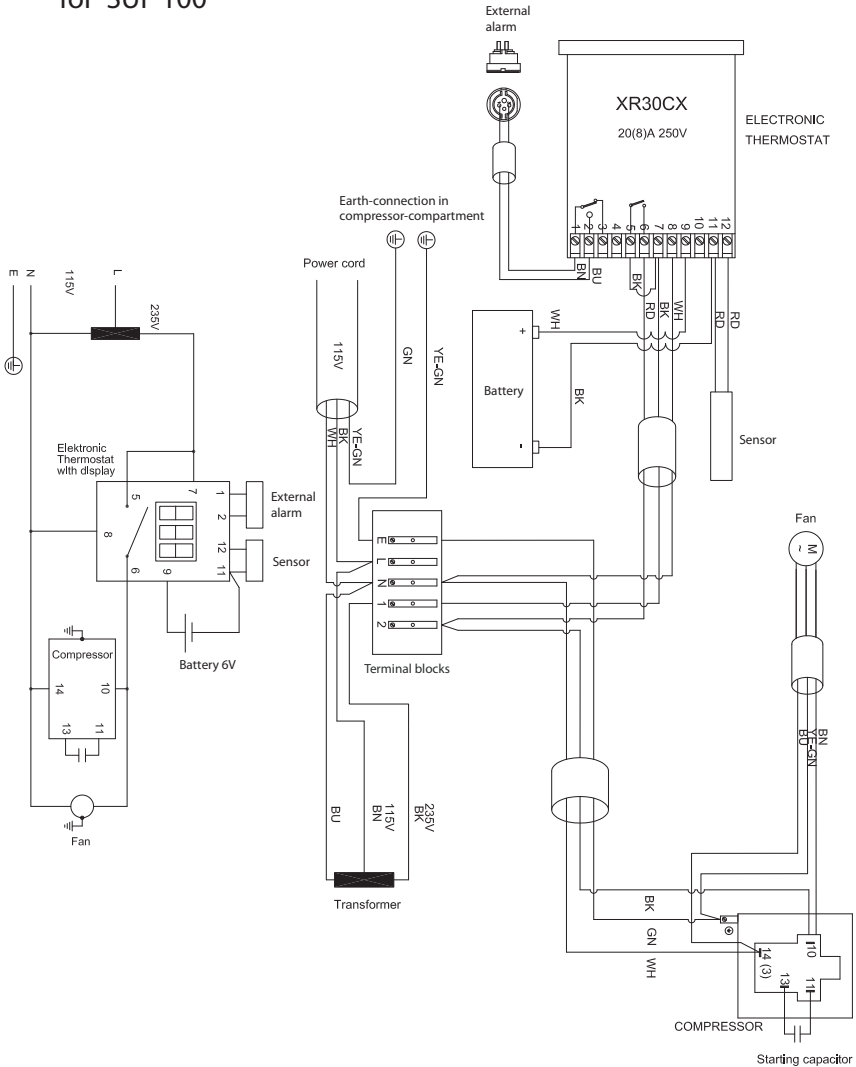 for 100
External
alarm
XR30CX
20(8)A 250V
ELECTRONIC
THERMOSTAT
1 2 3 4 5 6 7 8 9 10 11 12
BN
BU
BK
RD
BK
WH
RD
RD
Earth-connection in
compressor-compartment
Power cord
115V
WH
BK
YE-GN
GN
YE-GN
WH
BK
+
Battery
-
Sensor
E
N
115V
L
235V
Elektronic
Thermostat
with display
5
7
8
6
9
1
2
12
11
External
alarm
Sensor
Battery 6V
Compressor
14
10
13
11
Fan
E
L
N
1
2
Terminal blocks
BU
115V
BN
235V
BK
Transformer
Fan
M
~
BU
YE-GN
BN
BK
GN
WH
14 (3)
10
13
11
COMPRESSOR
Starting capacitor